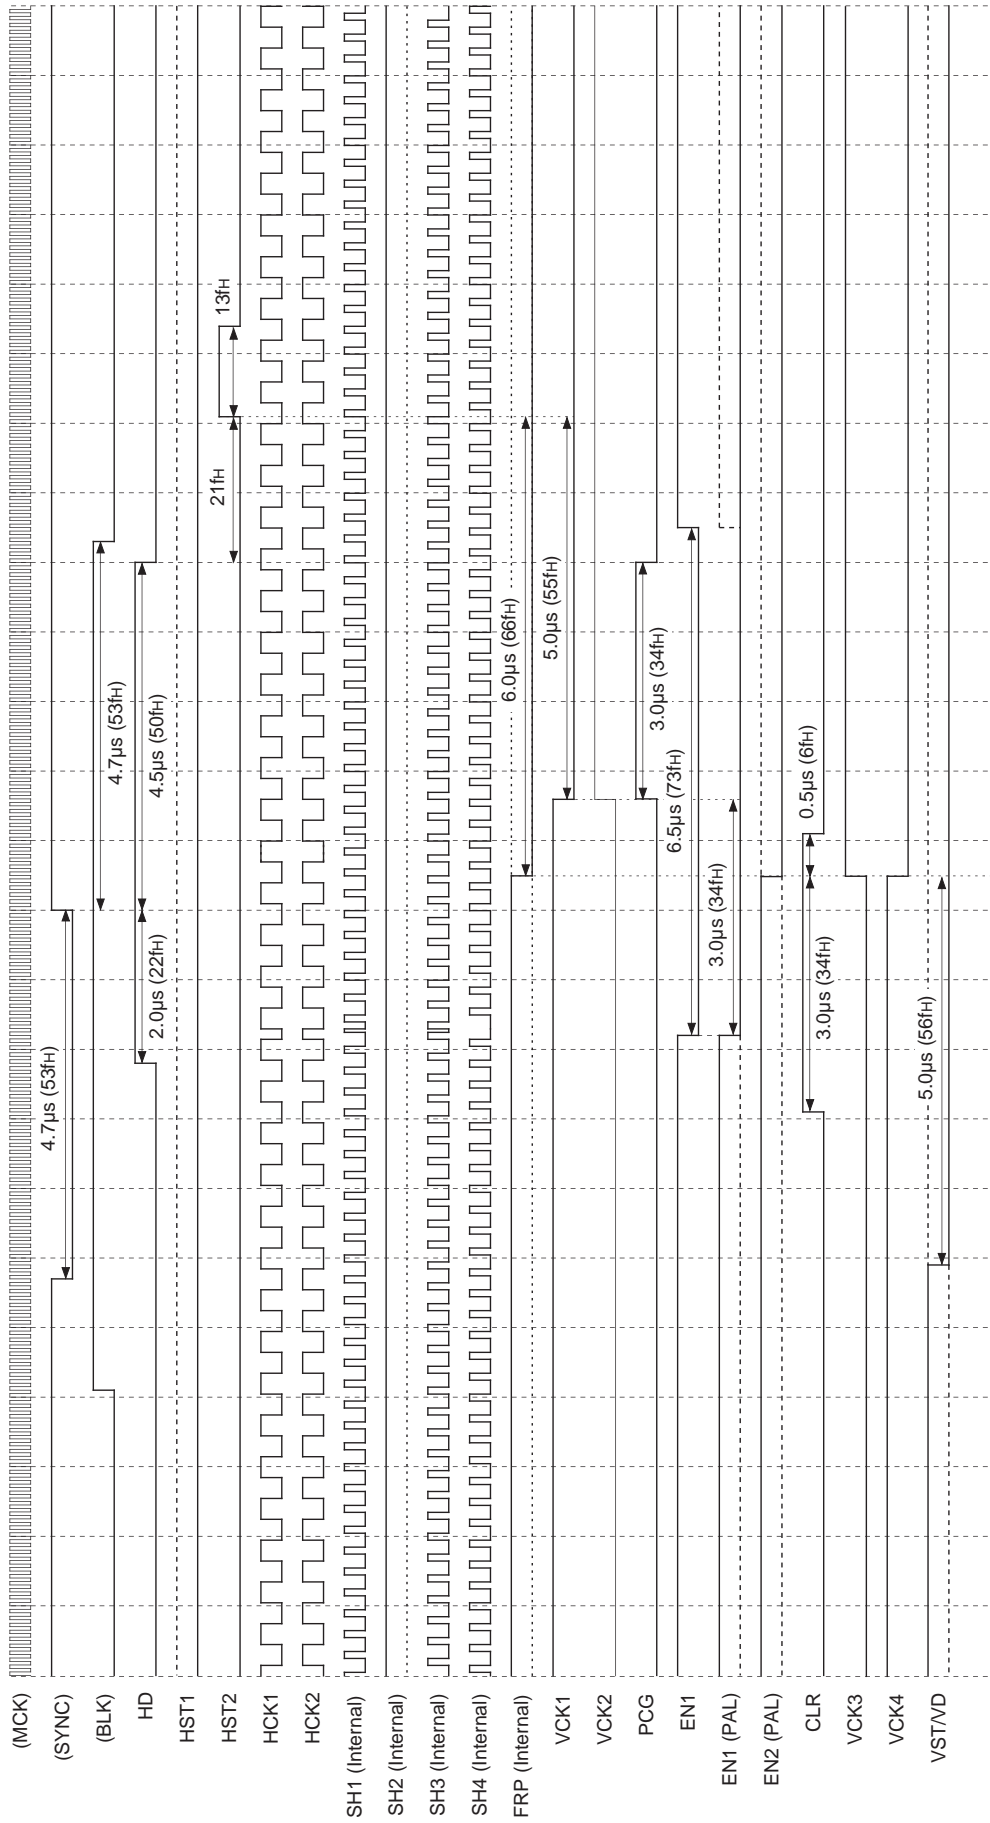 (MCK)
(SYNC)
4.7µs (53fH)
(BLK)
4.7µs (53fH)
HD
2.0µs (22fH)
4.5µs (50fH)
HST1
HST2
21fH
13fH
HCK1
HCK2
SH1 (Internal)
SH2 (Internal)
SH3 (Internal)
SH4 (Internal)
FRP (Internal)
6.0µs (66fH)
VCK1
5.0µs (55fH)
VCK2
PCG
3.0µs (34fH)
EN1
6.5µs (73fH)
EN1 (PAL)
3.0µs (34fH)
EN2 (PAL)
CLR
3.0µs (34fH)
0.5µs (6fH)
VCK3
VCK4
VST/VD
5.0µs (56fH)